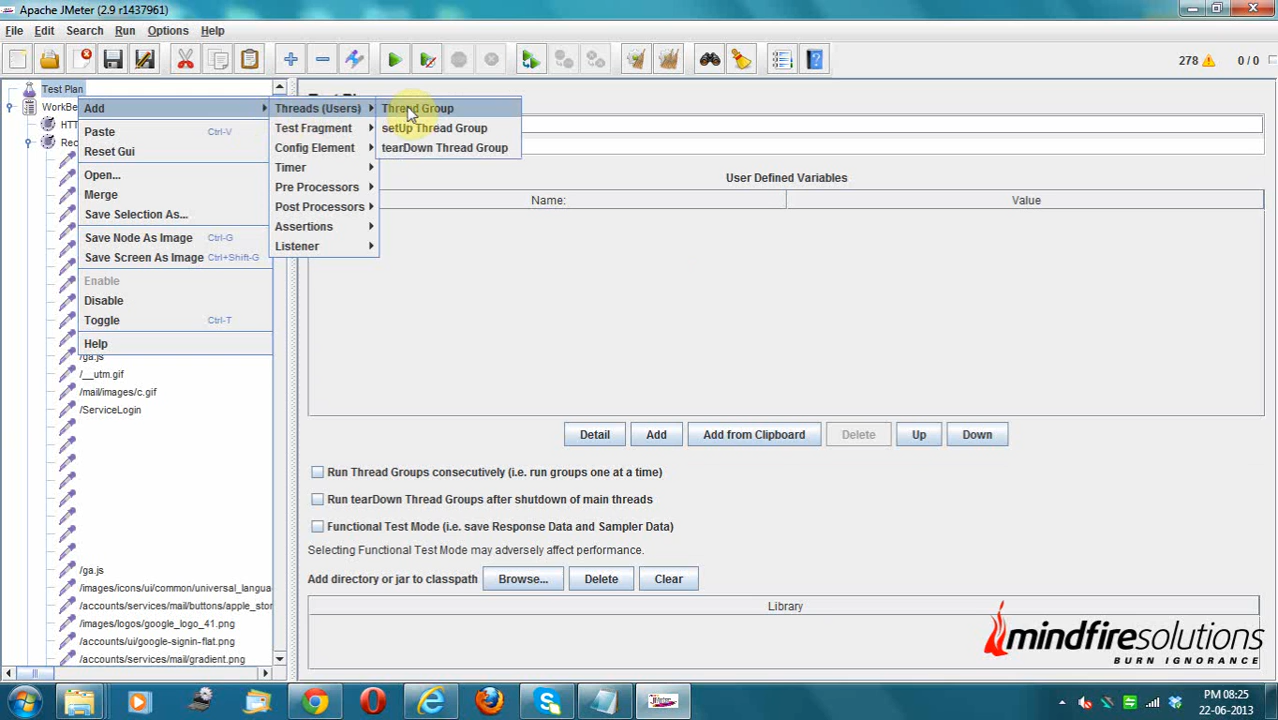 Apache JMeter (2.9 r1437961)
File Edit Search Run Options Help
278 0 / 0
Test Plan
WorkBe
HTT
Rec
Add
Paste Ctrl-V
Reset Gui
Open...
Merge
Save Selection As...
Save Node As Image Ctrl-G
Save Screen As Image Ctrl+Shift-G
Enable
Disable
Toggle Ctrl-T
Help
Threads (Users)
Test Fragment
Config Element
Timer
Pre Processors
Post Processors
Assertions
Listener
Thread Group
setUp Thread Group
tearDown Thread Group
/ga.js
/__utm.gif
/mail/images/c.gif
/ServiceLogin
/ga.js
/images/icons/ui/common/universal_langua
/accounts/services/mail/buttons/apple_stor
/images/logos/google_logo_41.png
/accounts/ui/google-signin-flat.png
/accounts/services/mail/gradient.png
User Defined Variables
Name: Value
Detail Add Add from Clipboard Delete Up Down
Run Thread Groups consecutively (i.e. run groups one at a time)
Run tearDown Thread Groups after shutdown of main threads
Functional Test Mode (i.e. save Response Data and Sampler Data)
Selecting Functional Test Mode may adversely affect performance.
Add directory or jar to classpath Browse... Delete Clear
Library
mindfiresolutions
BURN IGNORANCE
PM 08:25
22-06-2013